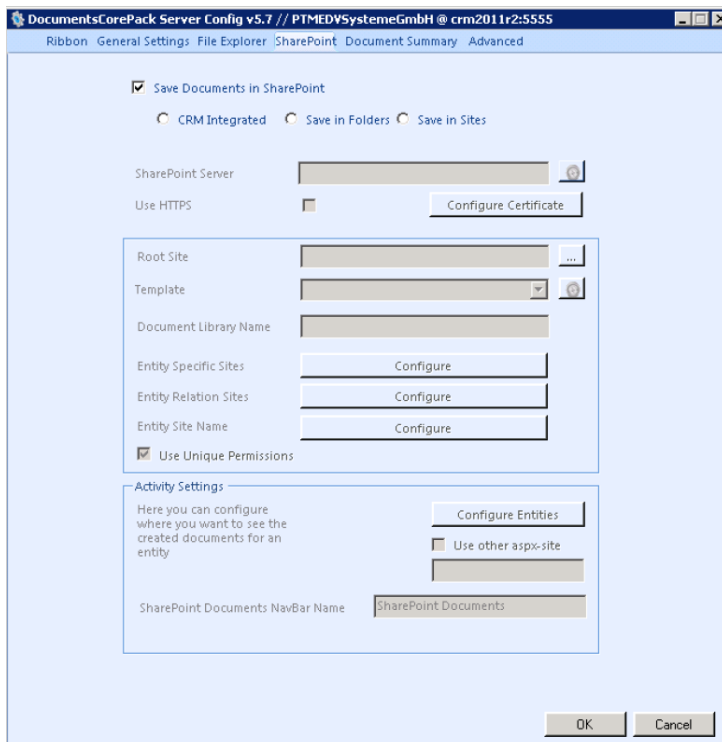 DocumentsCorePack Server Config v5.7 // PTMEDVSystemeGmbH @ crm2011r2:5555
Ribbon General Settings File Explorer SharePoint Document Summary Advanced
Save Documents in SharePoint
CRM Integrated Save in Folders Save in Sites
SharePoint Server
Use HTTPS Configure Certificate
Root Site ...
Template
Document Library Name
Entity Specific Sites Configure
Entity Relation Sites Configure
Entity Site Name Configure
Use Unique Permissions
Activity Settings
Here you can configure
where you want to see the
created documents for an
entity
Configure Entities
Use other aspx-site
SharePoint Documents NavBar Name SharePoint Documents
OK Cancel